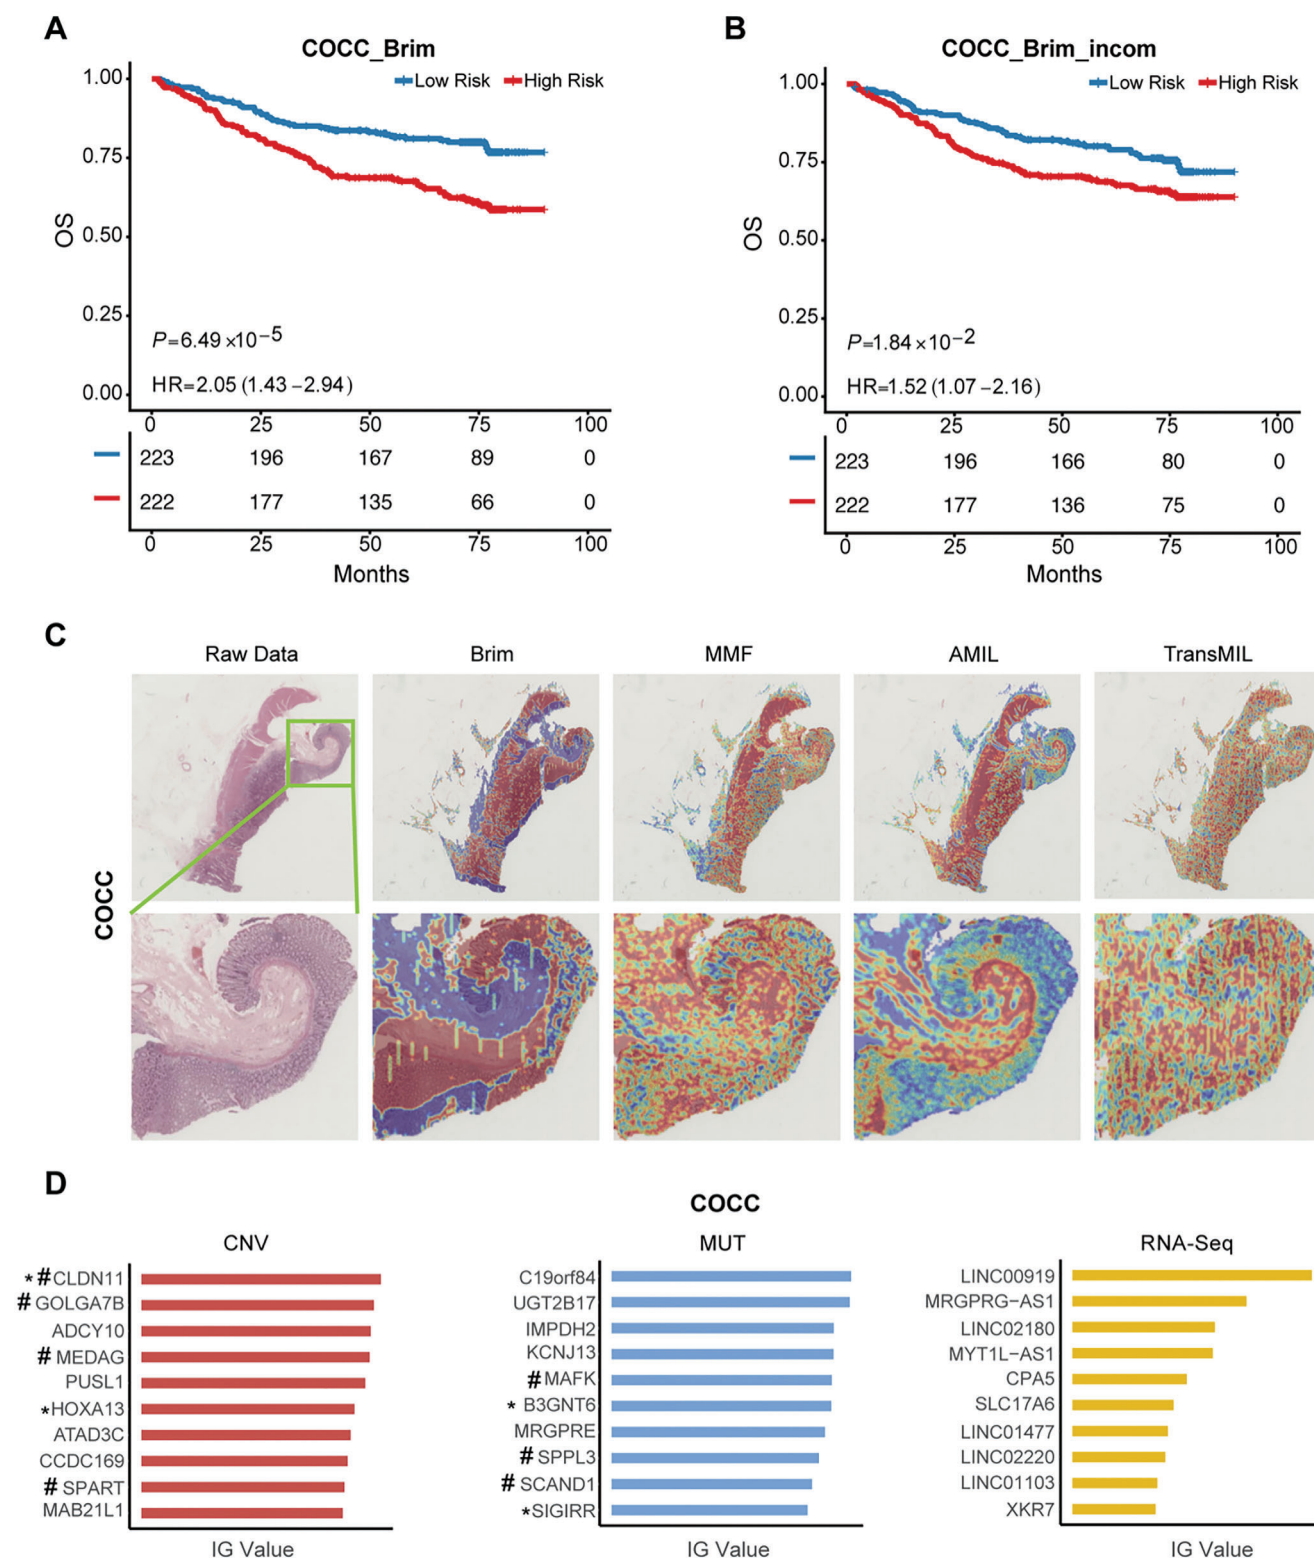 A
COCC_Brim
Low Risk High Risk
1.00
0.75
0.50
0.25
0.00
OS
P=6.49×10−5
HR=2.05 (1.43−2.94)
0 25 50 75 100
223 196 167 89 0
222 177 135 66 0
0 25 50 75 100
Months
B
COCC_Brim_incom
Low Risk High Risk
1.00
0.75
0.50
0.25
0.00
OS
P=1.84×10−2
HR=1.52 (1.07−2.16)
0 25 50 75 100
223 196 166 80 0
222 177 136 75 0
0 25 50 75 100
Months
C
Raw Data Brim MMF AMIL TransMIL
COCC
D
COCC
CNV
*#CLDN11
#GOLGA7B
ADCY10
#MEDAG
PUSL1
*HOXA13
ATAD3C
CCDC169
#SPART
MAB21L1
IG Value
MUT
C19orf84
UGT2B17
IMPDH2
KCNJ13
#MAFK
* B3GNT6
MRGPRE
#SPPL3
#SCAND1
*SIGIRR
IG Value
RNA-Seq
LINC00919
MRGPRG−AS1
LINC02180
MYT1L−AS1
CPA5
SLC17A6
LINC01477
LINC02220
LINC01103
XKR7
IG Value